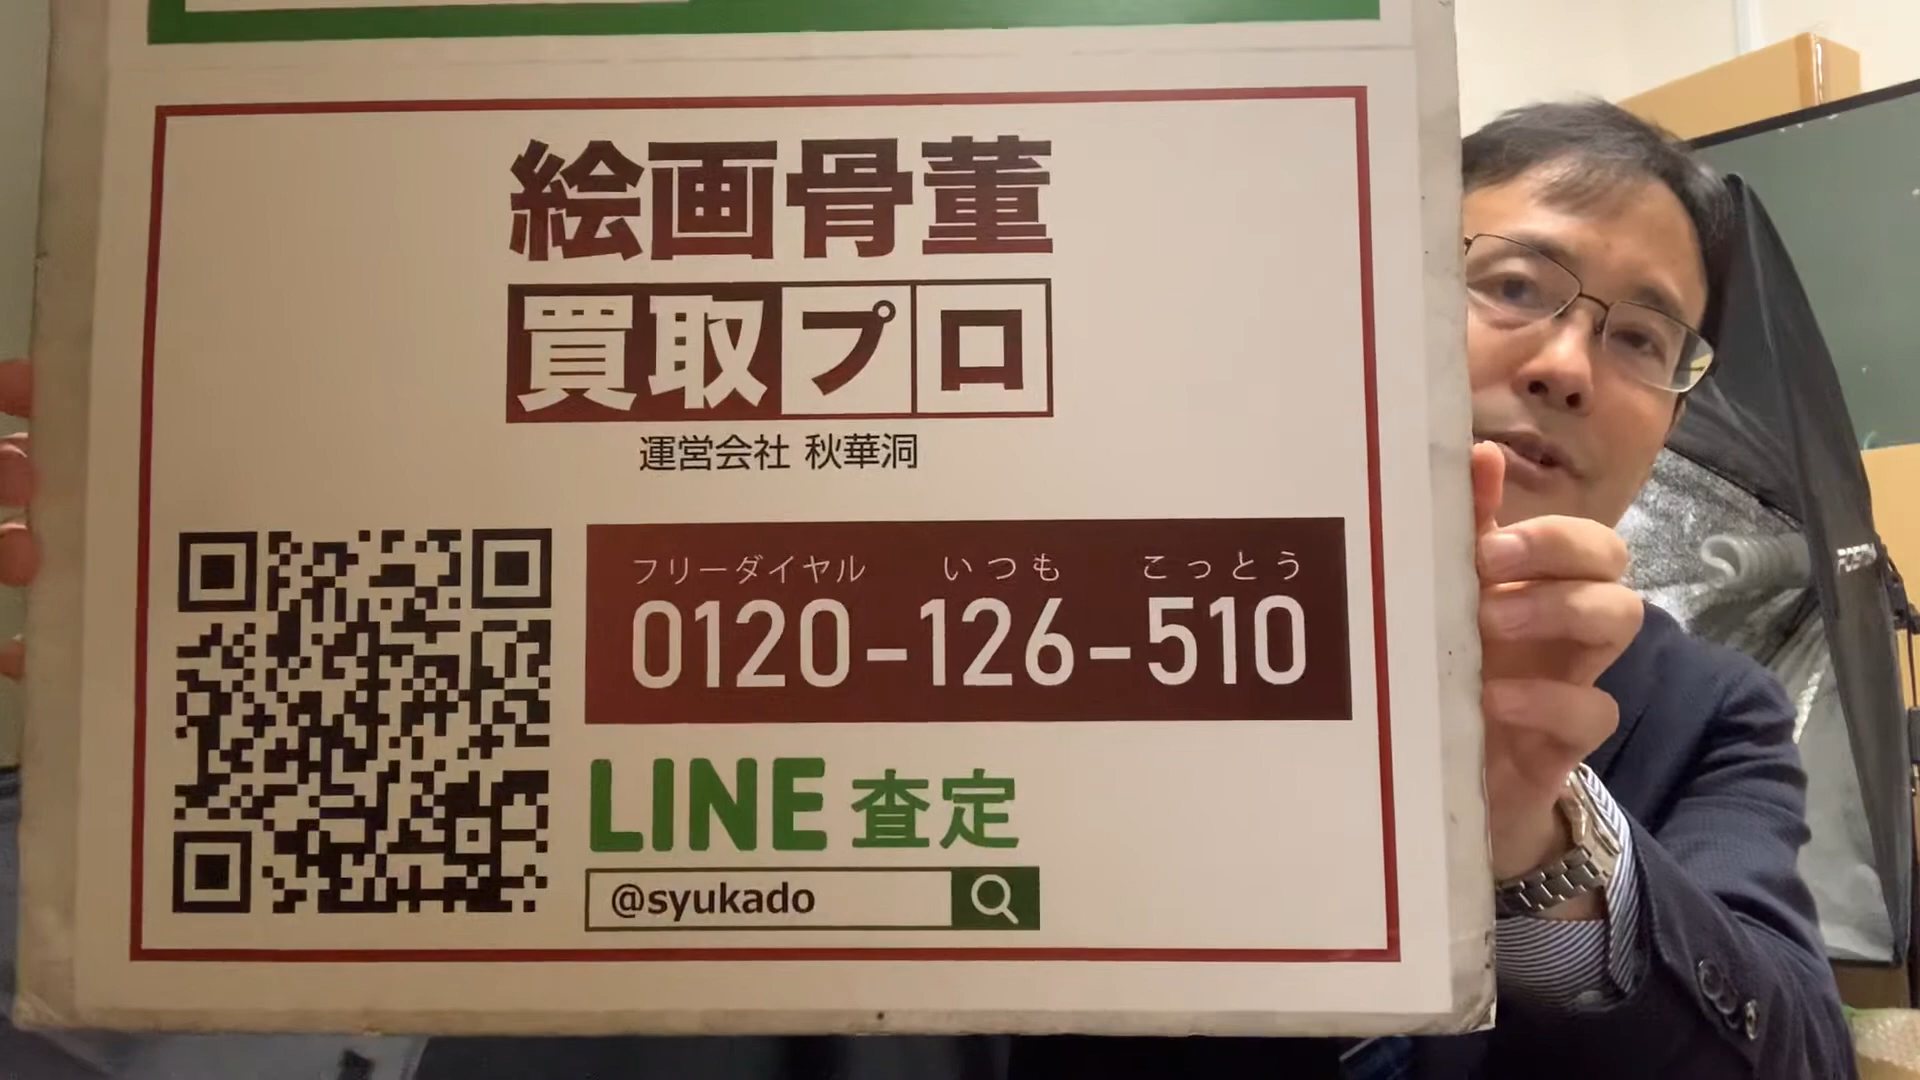 絵画骨董
買取プロ
運営会社 秋華洞
フリーダイヤル いつも こっとう
0120-126-510
LINE 査定
@syukado